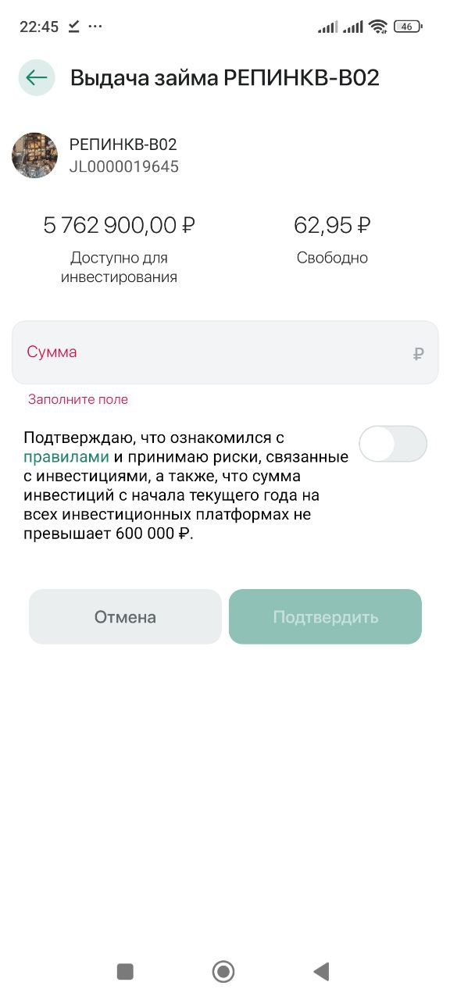 22:45
46
Выдача займа РЕПИНКВ-В02
РЕПИНКВ-В02
JL0000019645
5 762 900,00 ₽
62,95 ₽
Доступно для
инвестирования
Свободно
Сумма
₽
Заполните поле
Подтверждаю, что ознакомился с
правилами и принимаю риски, связанные
с инвестициями, а также, что сумма
инвестиций с начала текущего года на
всех инвестиционных платформах не
превышает 600 000 ₽.
Отмена
Подтвердить